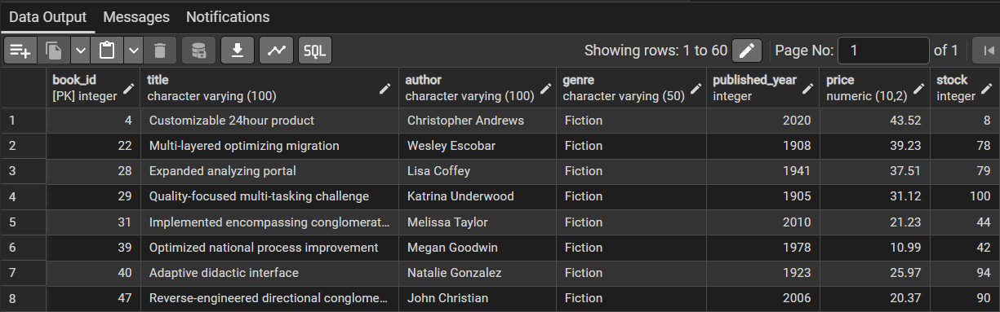 Data Output Messages Notifications
SQL Showing rows: 1 to 60 Page No: 1 of 1
book_id title author genre published_year price stock
[PK] integer character varying (100) character varying (100) character varying (50) integer numeric (10,2) integer
1 4 Customizable 24hour product Christopher Andrews Fiction 2020 43.52 8
2 22 Multi-layered optimizing migration Wesley Escobar Fiction 1908 39.23 78
3 28 Expanded analyzing portal Lisa Coffey Fiction 1941 37.51 79
4 29 Quality-focused multi-tasking challenge Katrina Underwood Fiction 1905 31.12 100
5 31 Implemented encompassing conglomerat... Melissa Taylor Fiction 2010 21.23 44
6 39 Optimized national process improvement Megan Goodwin Fiction 1978 10.99 42
7 40 Adaptive didactic interface Natalie Gonzalez Fiction 1923 25.97 94
8 47 Reverse-engineered directional conglome... John Christian Fiction 2006 20.37 90